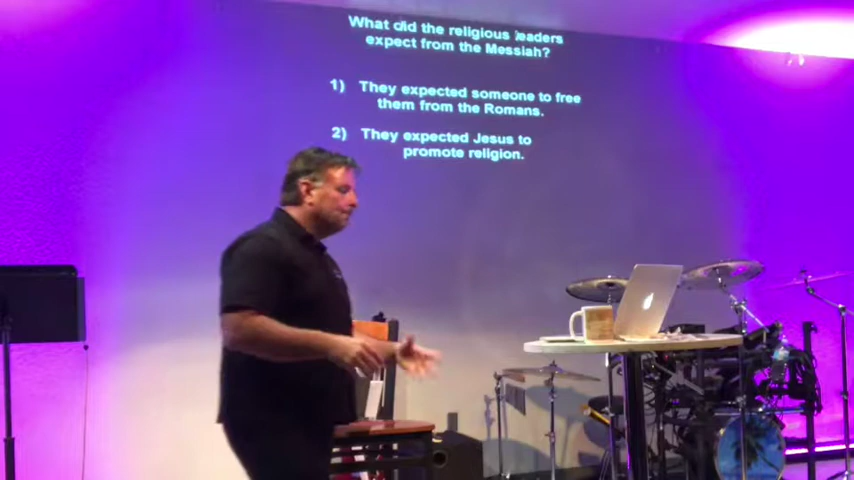 What did the religious leaders
expect from the Messiah?
1) They expected someone to free
them from the Romans.
2) They expected Jesus to
promote religion.